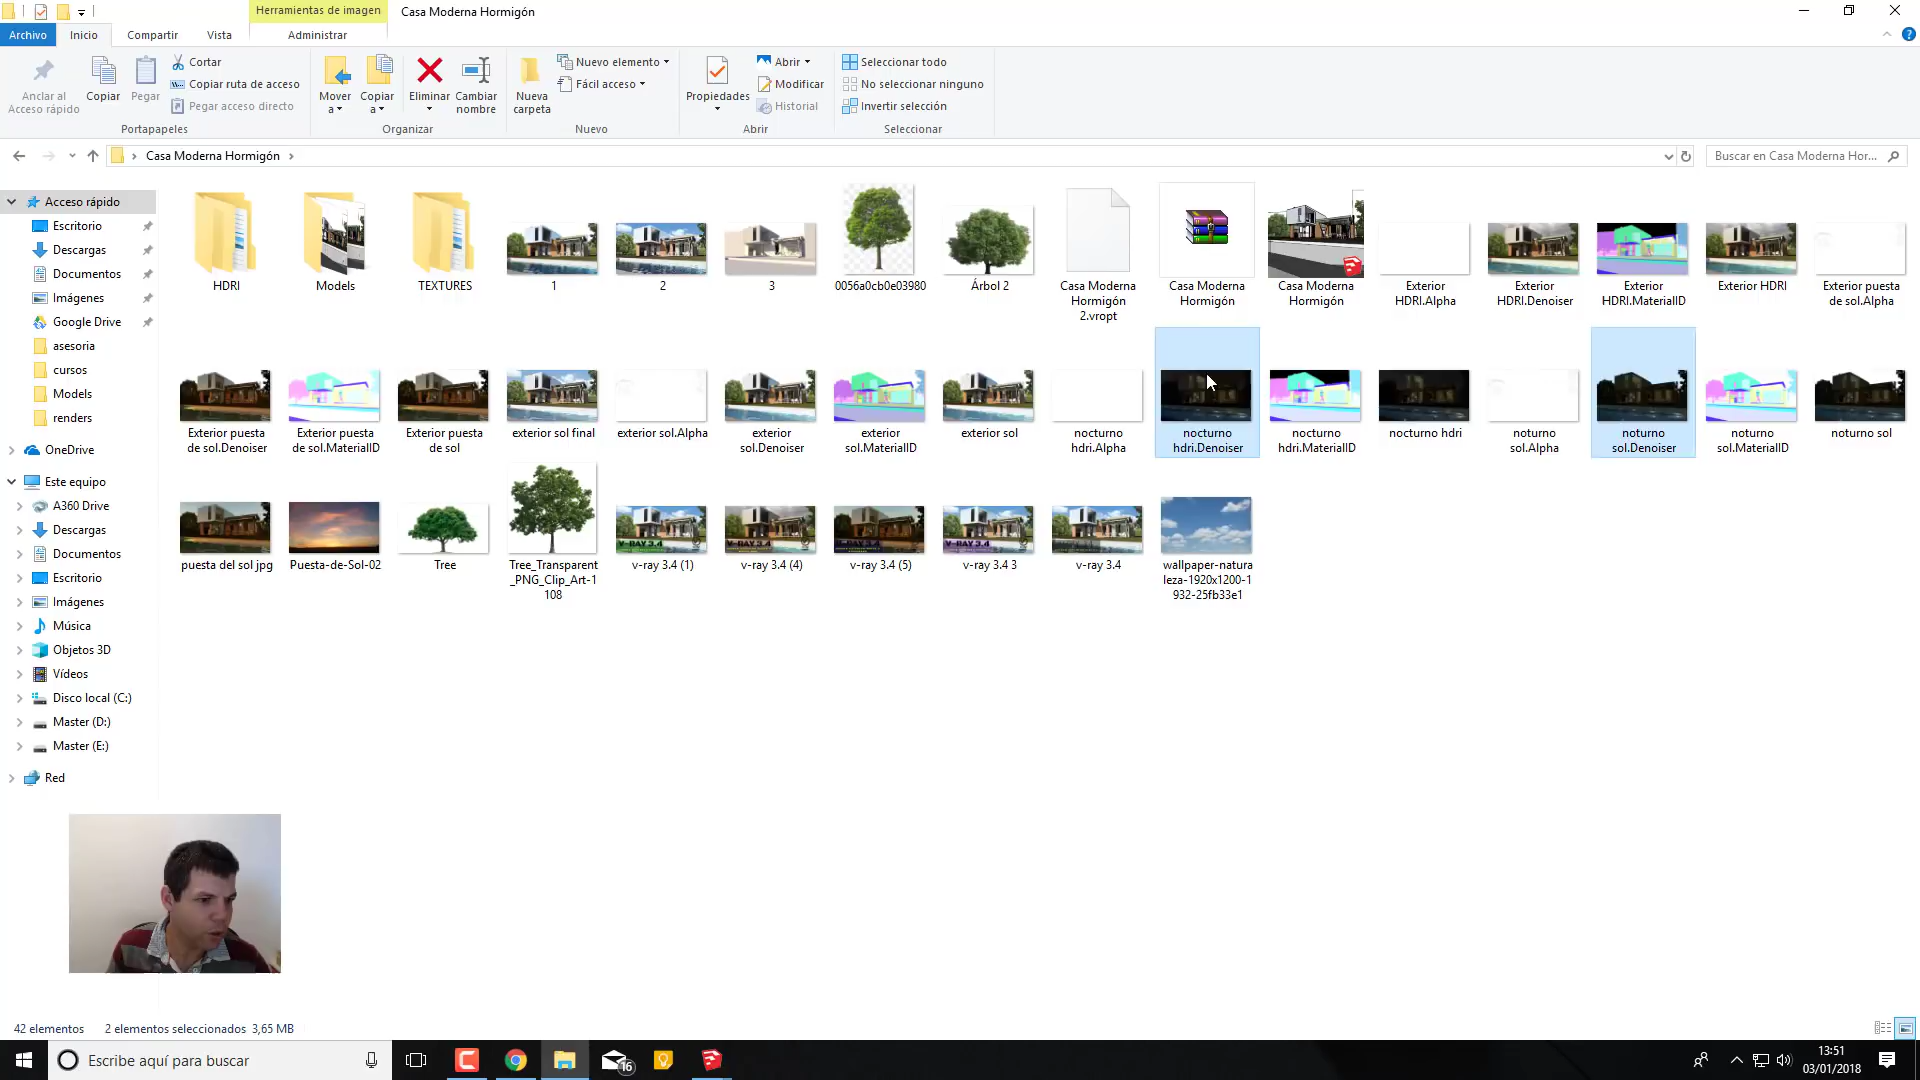 Herramientas de imagen
Casa Moderna Hormigón
Archivo
Inicio
Compartir
Vista
Administrar
Anclar al
Acceso rápido
Copiar
Pegar
Cortar
Copiar ruta de acceso
Pegar acceso directo
Portapapeles
Mover
a
Copiar
a
Eliminar
Cambiar
nombre
Organizar
Nueva
carpeta
Nuevo elemento
Fácil acceso
Nuevo
Propiedades
Abrir
Modificar
Historial
Abrir
Seleccionar todo
No seleccionar ninguno
Invertir selección
Seleccionar
Casa Moderna Hormigón
Buscar en Casa Moderna Hor...
Acceso rápido
Escritorio
Descargas
Documentos
Imágenes
Google Drive
asesoria
cursos
Models
renders
OneDrive
Este equipo
A360 Drive
Descargas
Documentos
Escritorio
Imágenes
Música
Objetos 3D
Vídeos
Disco local (C:)
Master (D:)
Master (E:)
Red
HDRI
Models
TEXTURES
1
2
3
0056a0cb0e03980
Árbol 2
Casa Moderna
Hormigón
2.vropt
Casa Moderna
Hormigón
Casa Moderna
Hormigón
Exterior
HDRI.Alpha
Exterior
HDRI.Denoiser
Exterior
HDRI.MaterialID
Exterior HDRI
Exterior puesta
de sol.Alpha
Exterior puesta
de sol.Denoiser
Exterior puesta
de sol.MaterialID
Exterior puesta
de sol
exterior sol final
exterior sol.Alpha
exterior
sol.Denoiser
exterior
sol.MaterialID
exterior sol
nocturno
hdri.Alpha
nocturno
hdri.Denoiser
nocturno
hdri.MaterialID
nocturno hdri
noturno
sol.Alpha
noturno
sol.Denoiser
noturno
sol.MaterialID
noturno sol
puesta del sol jpg
Puesta-de-Sol-02
Tree
Tree_Transparent
_PNG_Clip_Art-1
108
V-RAY 3.4
v-ray 3.4 (1)
v-ray 3.4 (4)
v-ray 3.4 (5)
v-ray 3.4 3
v-ray 3.4
wallpaper-natura
leza-1920x1200-1
932-25fb33e1
42 elementos
2 elementos seleccionados 3,65 MB
Escribe aquí para buscar
16
13:51
03/01/2018